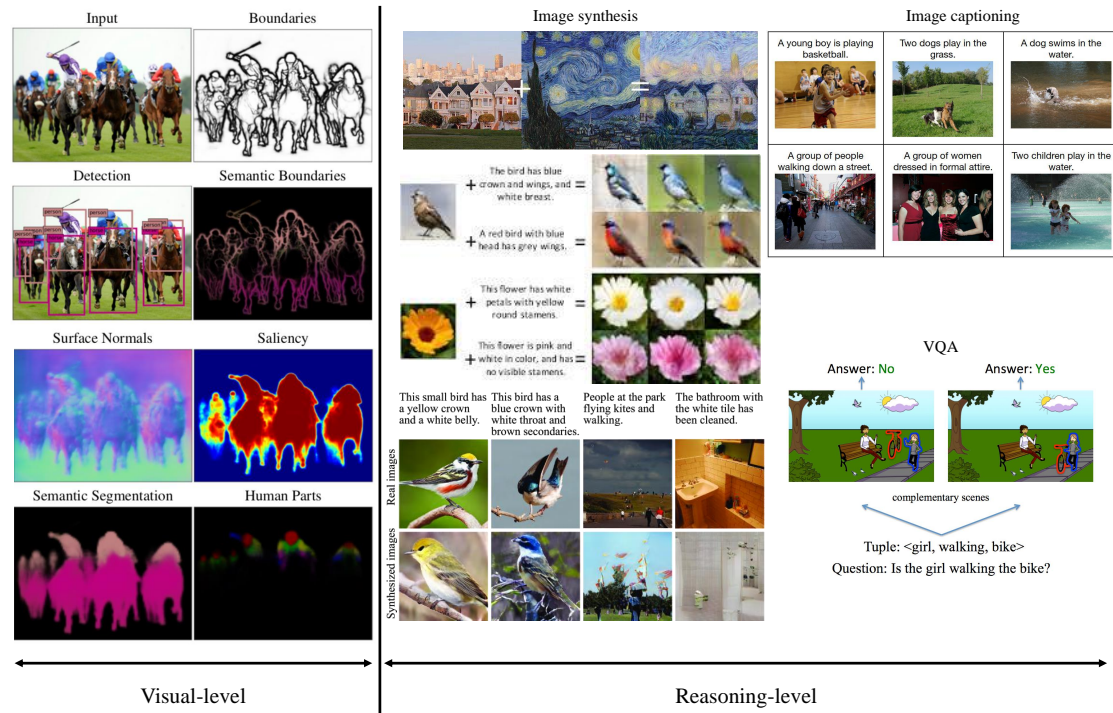 Input
Boundaries
Detection
Semantic Boundaries
person
person
person
person
person
Surface Normals
Saliency
Semantic Segmentation
Human Parts
Visual-level
Image synthesis
+
=
+
The bird has blue
crown and wings, and
white breast.
=
+
A red bird with blue
head has grey wings.
=
+
This flower has white
petals with yellow
round stamens.
=
+
This flower is pink and
white in color, and has
no visible stamens.
=
This small bird has
a yellow crown
and a white belly.
This bird has a
blue crown with
white throat and
brown secondaries.
People at the park
flying kites and
walking.
The bathroom with
the white tile has
been cleaned.
Real images
Synthesized images
Image captioning
A young boy is playing
basketball.
Two dogs play in the
grass.
A dog swims in the
water.
A group of people
walking down a street.
A group of women
dressed in formal attire.
Two children play in the
water.
VQA
Answer: No
Answer: Yes
complementary scenes
Tuple: <girl, walking, bike>
Question: Is the girl walking the bike?
Reasoning-level